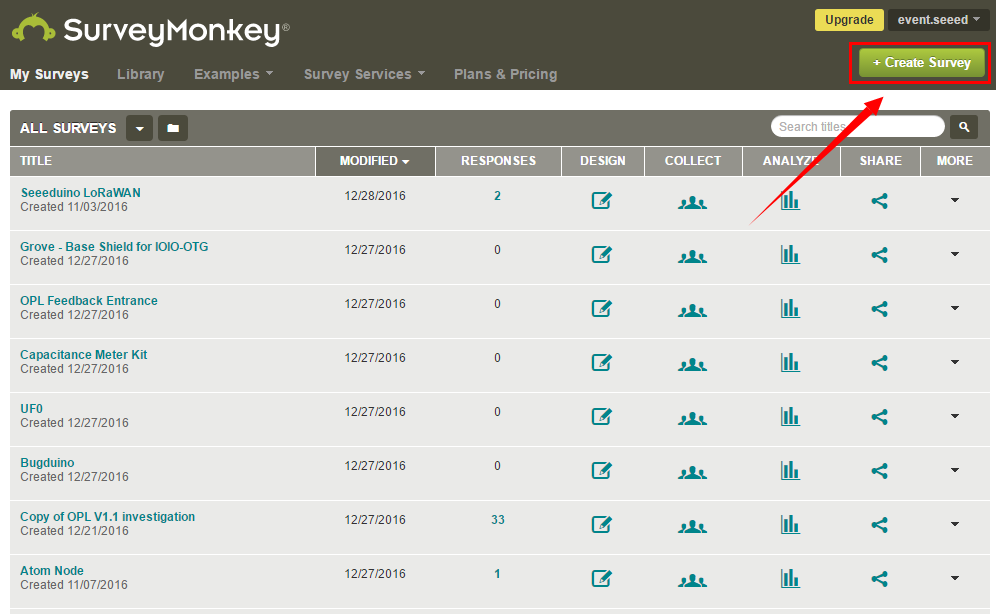 SurveyMonkey®
Upgrade
event.seeed
My Surveys Library Examples Survey Services Plans & Pricing
+ Create Survey
ALL SURVEYS
Search titles
TITLE MODIFIED RESPONSES DESIGN COLLECT ANALYZE SHARE MORE
Seeeduino LoRaWAN 12/28/2016 2
Created 11/03/2016
Grove - Base Shield for IOIO-OTG 12/27/2016 0
Created 12/27/2016
OPL Feedback Entrance 12/27/2016 0
Created 12/27/2016
Capacitance Meter Kit 12/27/2016 0
Created 12/27/2016
UF0 12/27/2016 0
Created 12/27/2016
Bugduino 12/27/2016 0
Created 12/27/2016
Copy of OPL V1.1 investigation 12/27/2016 33
Created 12/21/2016
Atom Node 12/27/2016 1
Created 11/07/2016